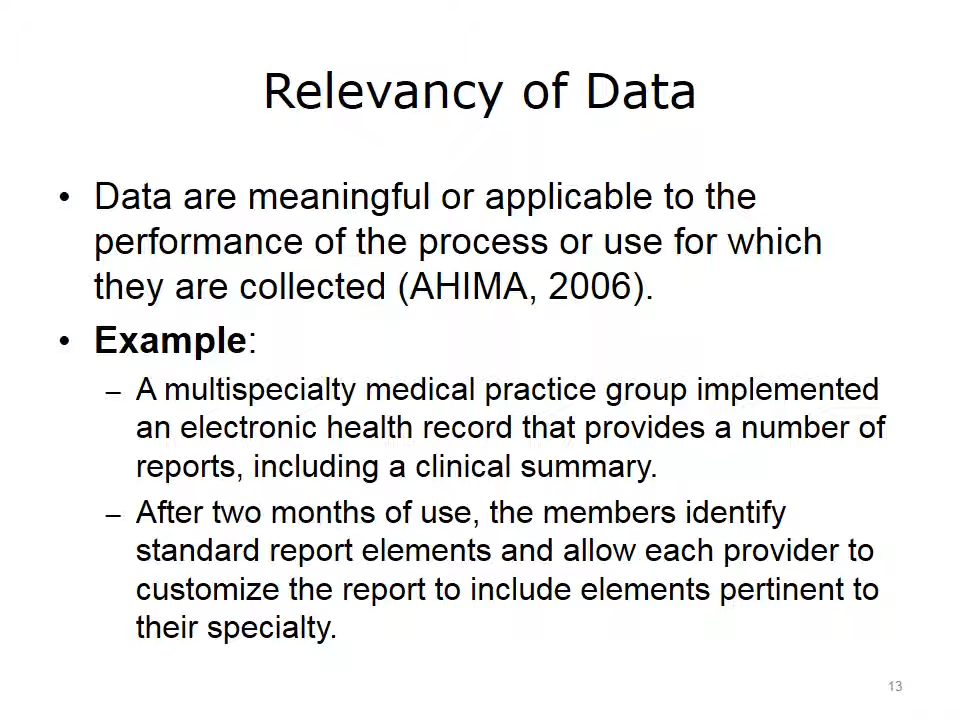 Relevancy of Data
• Data are meaningful or applicable to the
performance of the process or use for which
they are collected (AHIMA, 2006).
• Example:
– A multispecialty medical practice group implemented
an electronic health record that provides a number of
reports, including a clinical summary.
– After two months of use, the members identify
standard report elements and allow each provider to
customize the report to include elements pertinent to
their specialty.
13